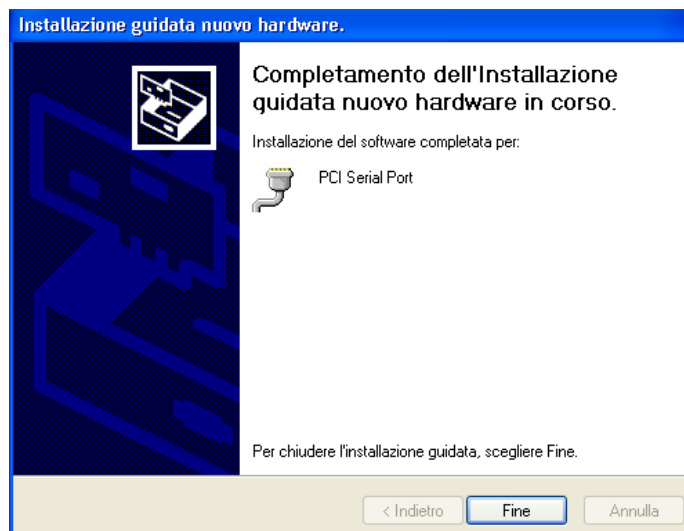 Installazione guidata nuovo hardware.
Completamento dell'Installazione
guidata nuovo hardware in corso.
Installazione del software completata per:
PCI Serial Port
Per chiudere l'installazione guidata, scegliere Fine.
< Indietro
Fine
Annulla